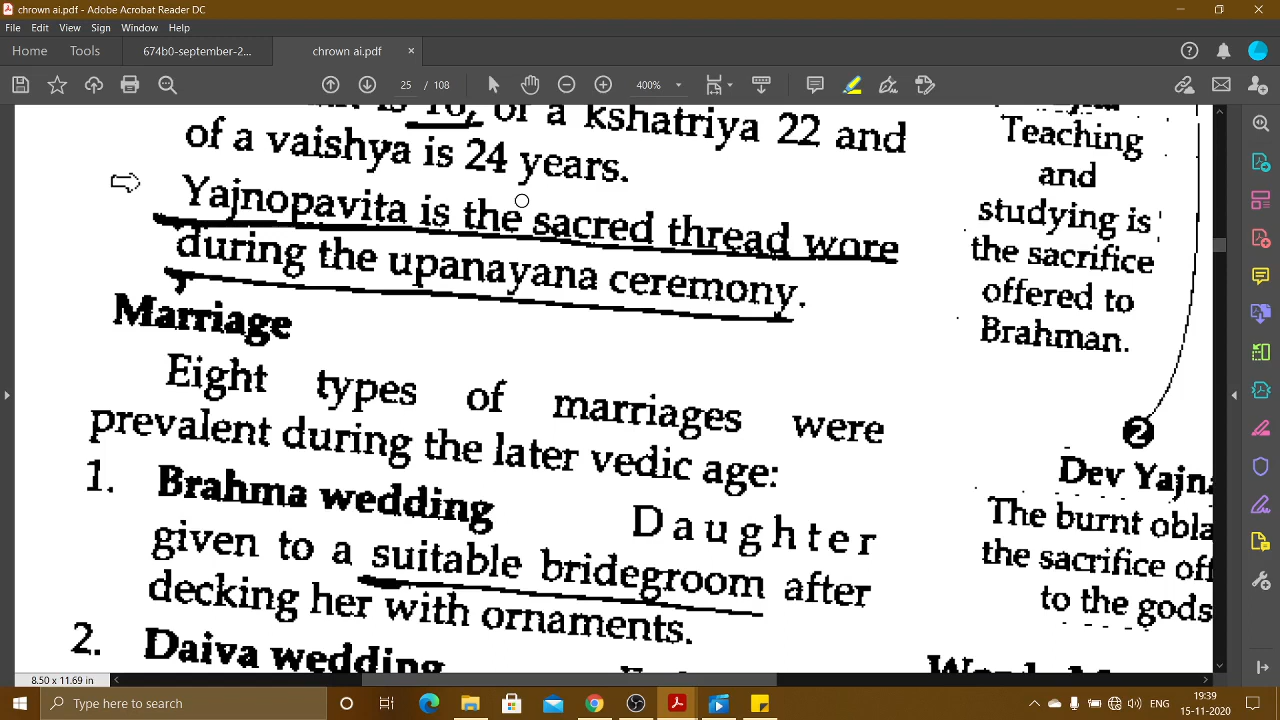 chrown ai.pdf - Adobe Acrobat Reader DC
File Edit View Sign Window Help
Home Tools 674b0-september-2... chrown ai.pdf ×
25 / 108 400%
is 16, of a kshatriya 22 and
of a vaishya is 24 years.
⇨ Yajnopavita is the sacred thread wore
during the upanayana ceremony.
Marriage
Eight types of marriages were
prevalent during the later vedic age:
1. Brahma wedding Daughter
given to a suitable bridegroom after
decking her with ornaments.
2. Daiva wedding
Teaching
and
studying is
the sacrifice
offered to
Brahman.
2
Dev Yajna
The burnt obla
the sacrifice off
to the gods
8.50 x 11.69 in
Type here to search
ENG
19:39
15-11-2020